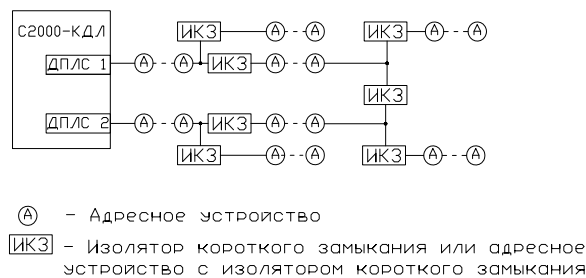 С2000-КДЛ
ИКЗ А А ИКЗ А А
ДПЛС 1 А А ИКЗ А А
ИКЗ
ДПЛС 2 А А ИКЗ А А
ИКЗ А А ИКЗ А А
А - Адресное устройство
ИКЗ - Изолятор короткого замыкания или адресное
устройство с изолятором короткого замыкания